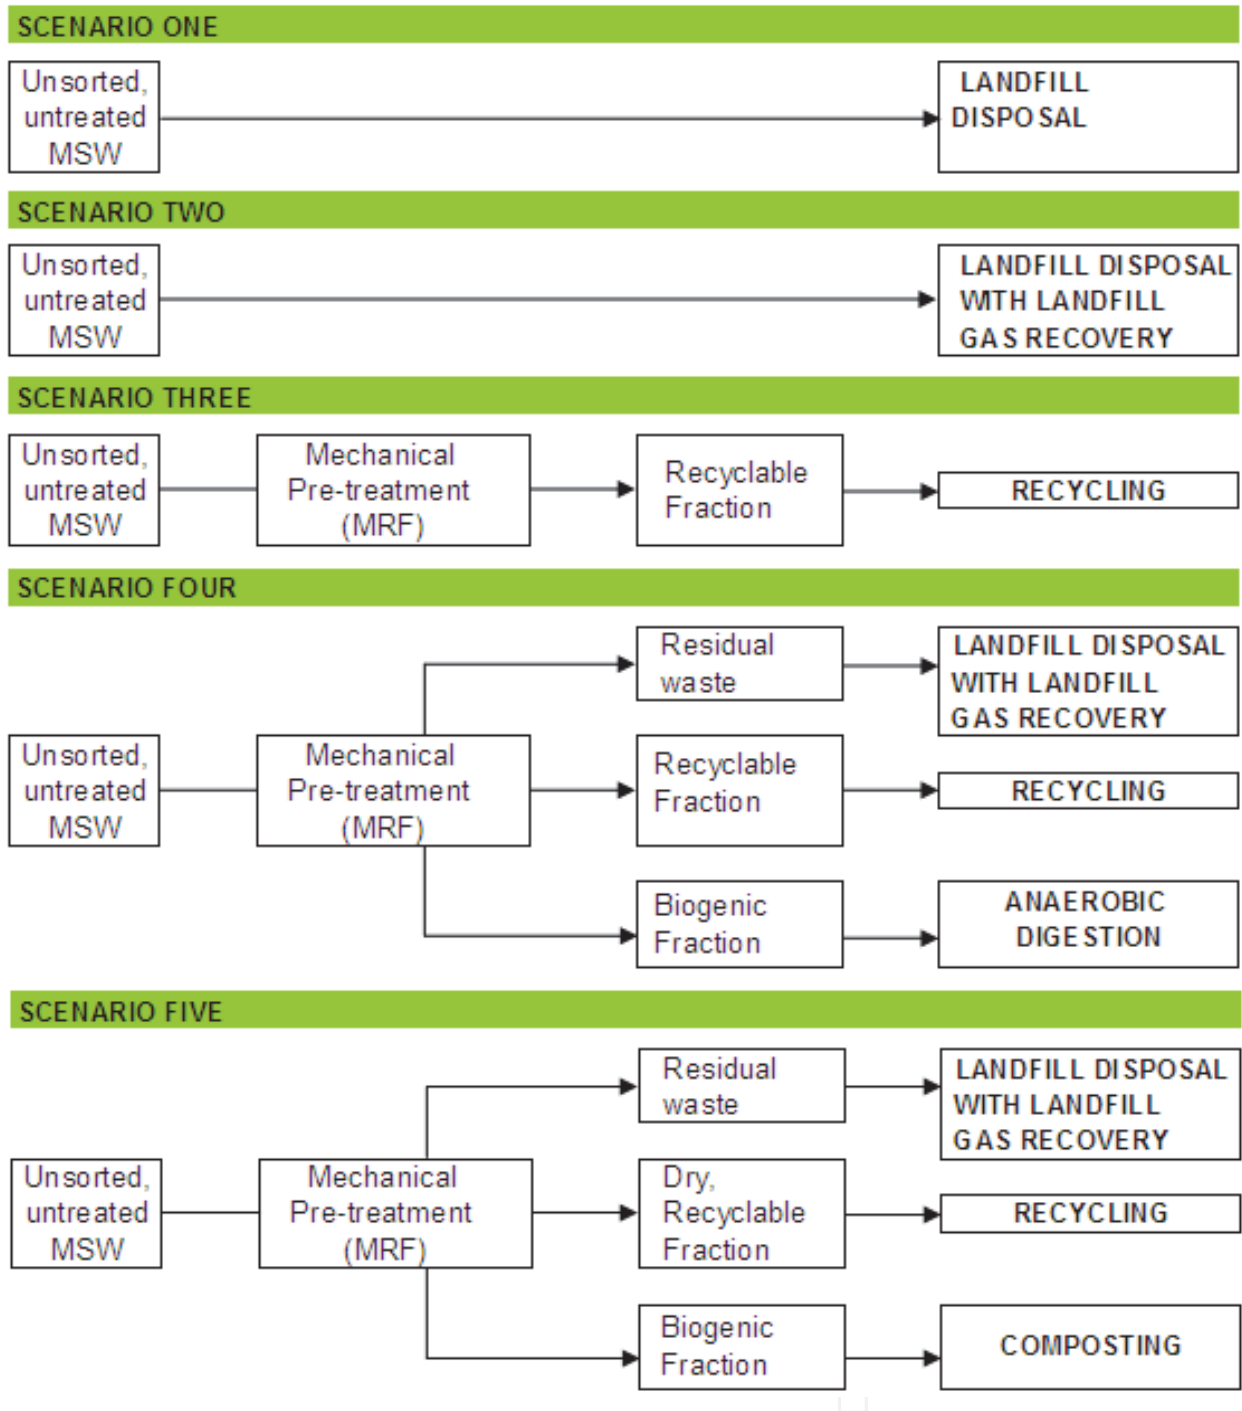 SCENARIO ONE
Unsorted,
untreated
MSW
LANDFILL
DISPOSAL
SCENARIO TWO
Unsorted,
untreated
MSW
LANDFILL DISPOSAL
WITH LANDFILL
GAS RECOVERY
SCENARIO THREE
Unsorted,
untreated
MSW
Mechanical
Pre-treatment
(MRF)
Recyclable
Fraction
RECYCLING
SCENARIO FOUR
Unsorted,
untreated
MSW
Mechanical
Pre-treatment
(MRF)
Residual
waste
LANDFILL DISPOSAL
WITH LANDFILL
GAS RECOVERY
Recyclable
Fraction
RECYCLING
Biogenic
Fraction
ANAEROBIC
DIGESTION
SCENARIO FIVE
Unsorted,
untreated
MSW
Mechanical
Pre-treatment
(MRF)
Residual
waste
LANDFILL DISPOSAL
WITH LANDFILL
GAS RECOVERY
Dry,
Recyclable
Fraction
RECYCLING
Biogenic
Fraction
COMPOSTING